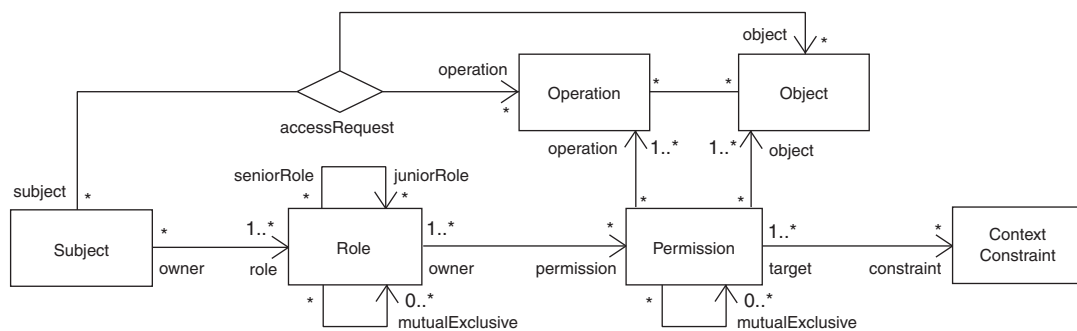 object
*
operation
*
Operation
*
*
Object
accessRequest
operation
1..*
1..*
object
seniorRole
*
juniorRole
*
subject
*
*
*
Subject
*
owner
1..*
role
Role
1..*
owner
*
permission
Permission
1..*
target
*
constraint
Context
Constraint
*
0..*
mutualExclusive
*
0..*
mutualExclusive